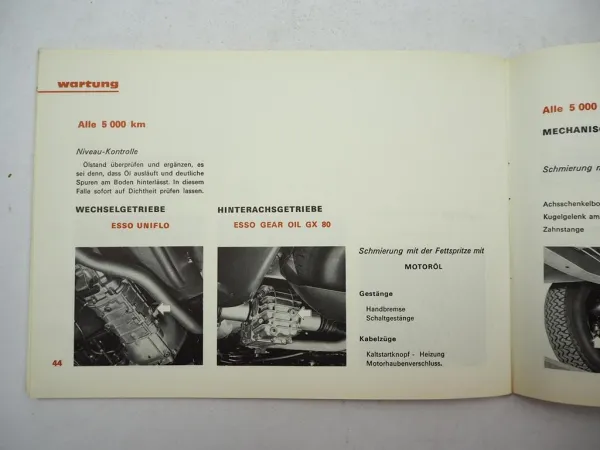 wartung
Alle 5 000 km
Niveau-Kontrolle
Ölstand überprüfen und ergänzen, es
sei denn, dass Öl ausläuft und deutliche
Spuren am Boden hinterlässt. In diesem
Falle sofort auf Dichtheit prüfen lassen.
WECHSELGETRIEBE
ESSO UNIFLO
HINTERACHSGETRIEBE
ESSO GEAR OIL GX 80
Schmierung mit der Fettspritze mit
MOTORÖL
Gestänge
Handbremse
Schaltgestänge
Kabelzüge
Kaltstartknopf - Heizung
Motorhaubenverschluss.
44
Alle 5 000
MECHANIS
Schmierung m
Achsschenkelbo
Kugelgelenk am
Zahnstange